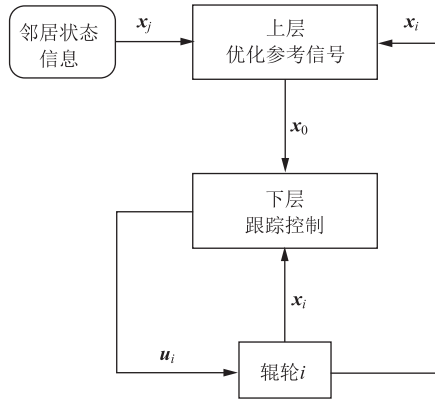 邻居状态
信息
x_j
上层
优化参考信号
x_i
x_0
下层
跟踪控制
x_i
u_i
辊轮i